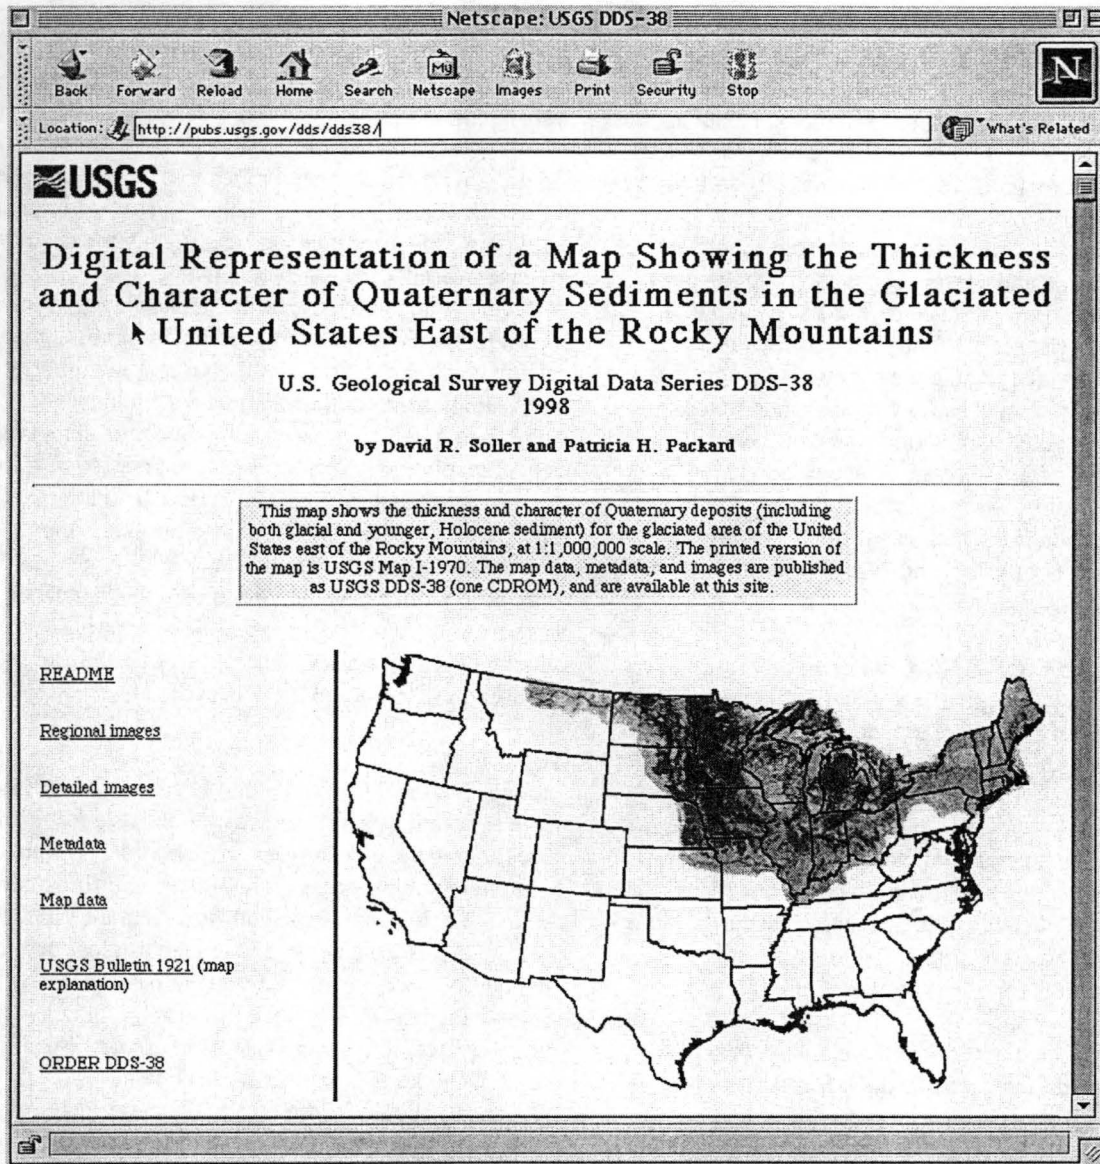 Netscape: USGS DDS-38
Back Forward Reload Home Search Netscape Images Print Security Stop
My
N
Location: http://pubs.usgs.gov/dds/dds38/ What's Related
USGS
Digital Representation of a Map Showing the Thickness
and Character of Quaternary Sediments in the Glaciated
United States East of the Rocky Mountains
U.S. Geological Survey Digital Data Series DDS-38
1998
by David R. Soller and Patricia H. Packard
This map shows the thickness and character of Quaternary deposits (including
both glacial and younger, Holocene sediment) for the glaciated area of the United
States east of the Rocky Mountains, at 1:1,000,000 scale. The printed version of
the map is USGS Map I-1970. The map data, metadata, and images are published
as USGS DDS-38 (one CDROM), and are available at this site.
README
Regional images
Detailed images
Metadata
Map data
USGS Bulletin 1921 (map
explanation)
ORDER DDS-38